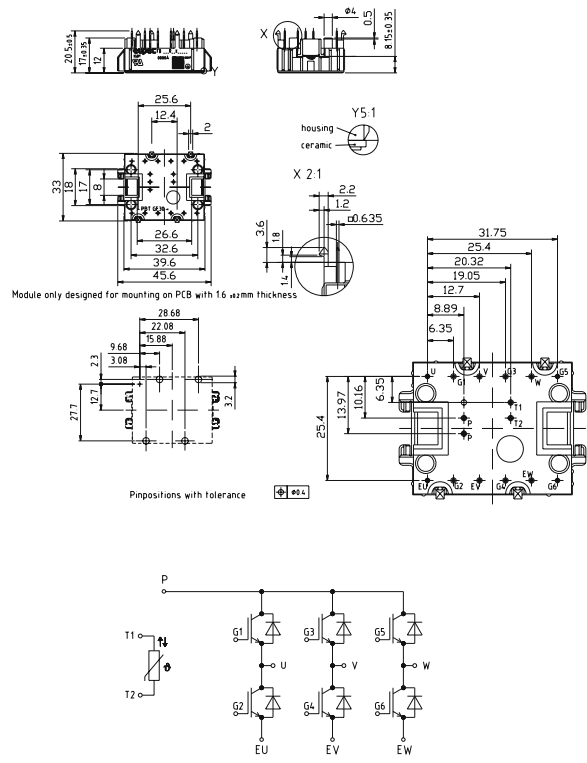 20.5±0.5
17±0.35
12
Y
X
ø4
0.5
8.15±0.35
25.6
12.4
2
33
18
17
8
26.6
32.6
39.6
45.6
Y5:1
housing
ceramic
X 2:1
2.2
1.2
□0.635
3.6
1.8
1.4
Module only designed for mounting on PCB with 1.6 mm thickness
28.68
22.08
15.88
9.68
3.08
2.3
12.7
27.7
3.2
Pinpositions with tolerance
ø0.4
31.75
25.4
20.32
19.05
12.7
8.89
6.35
25.4
13.97
10.16
6.35
U
G1
V
G3
W
G5
T1
P
T2
P
EU
G2
EV
G4
EW
G6
P
T1
T2
ϑ
G1
G3
G5
U
V
W
G2
G4
G6
EU
EV
EW